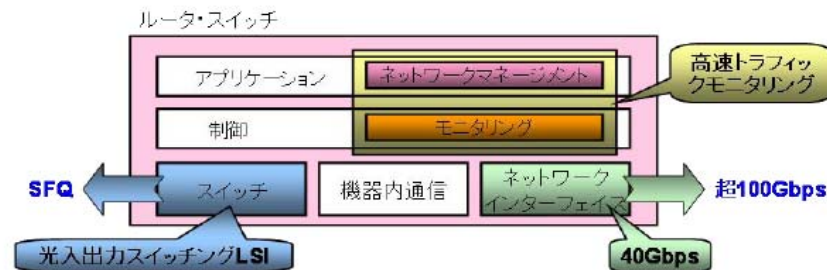 ルータ・スイッチ
アプリケーション
ネットワークマネージメント
高速トラフィッ
クモニタリング
制御
モニタリング
SFQ
スイッチ
機器内通信
ネットワーク
インターフェイス
超100Gbps
光入出力スイッチングLSI
40Gbps